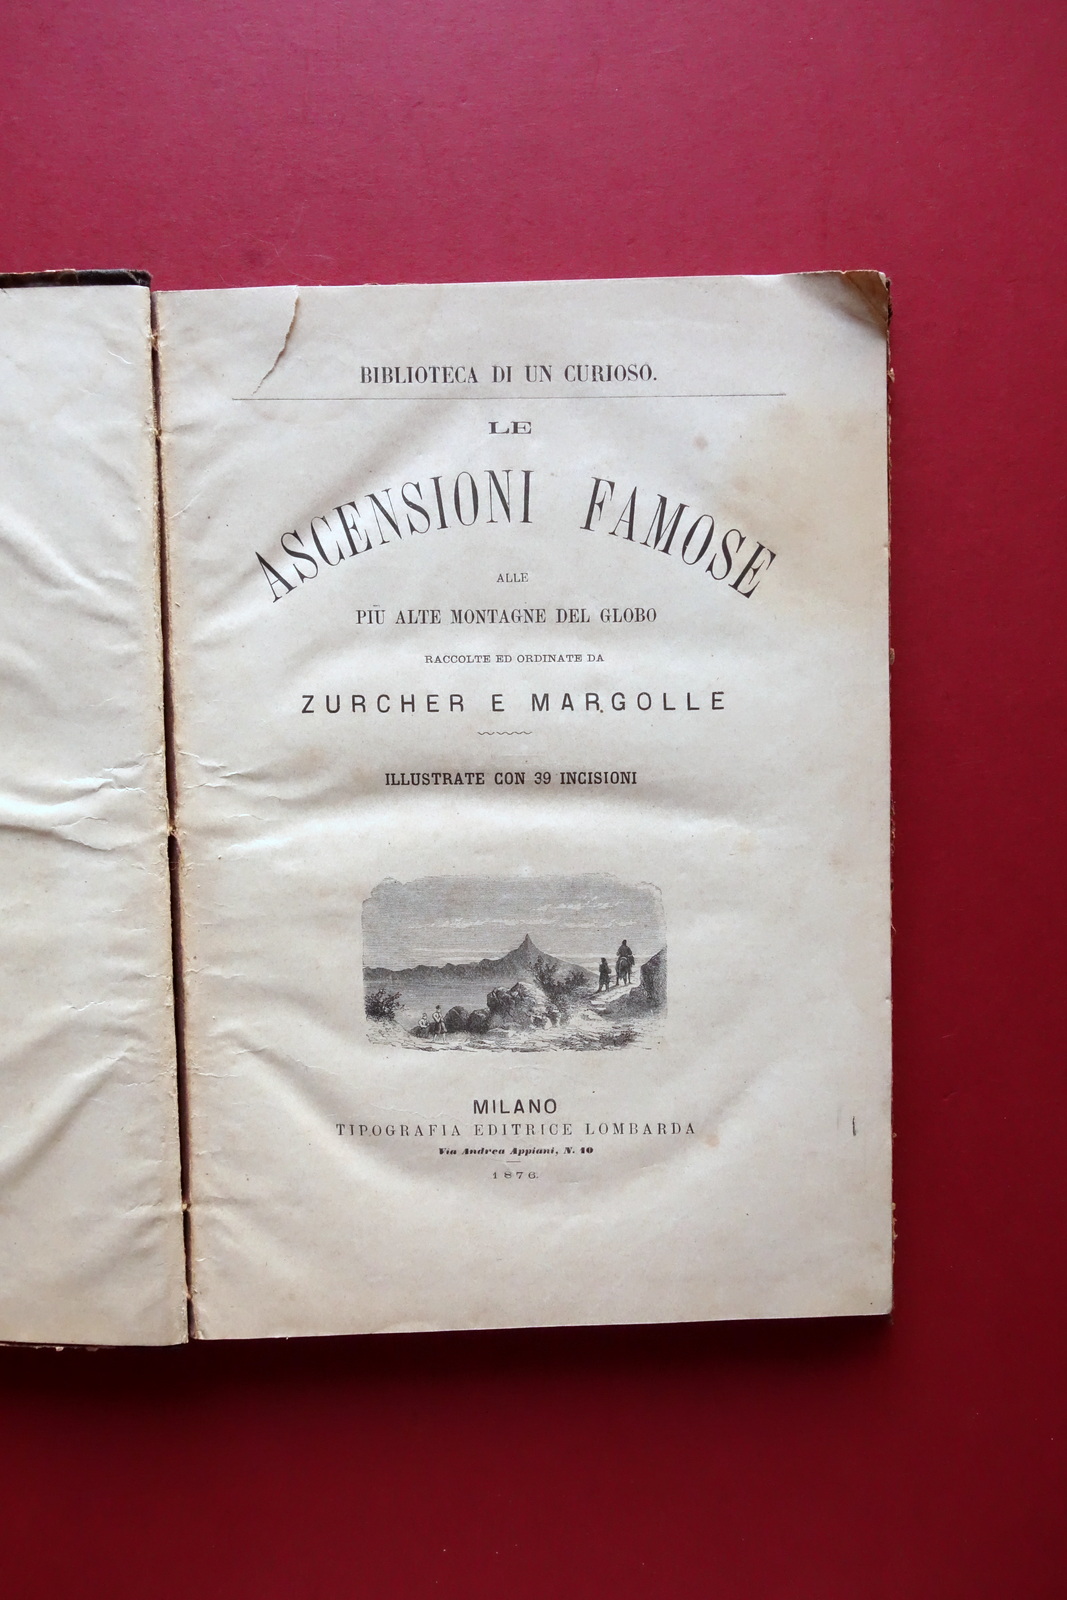 BIBLIOTECA DI UN CURIOSO.
LE
ASCENSIONI FAMOSE
ALLE
PIÙ ALTE MONTAGNE DEL GLOBO
RACCOLTE ED ORDINATE DA
ZURCHER E MARGOLLE
ILLUSTRATE CON 39 INCISIONI
MILANO
TIPOGRAFIA EDITRICE LOMBARDA
Via Andrea Appiani, N. 10
1876.